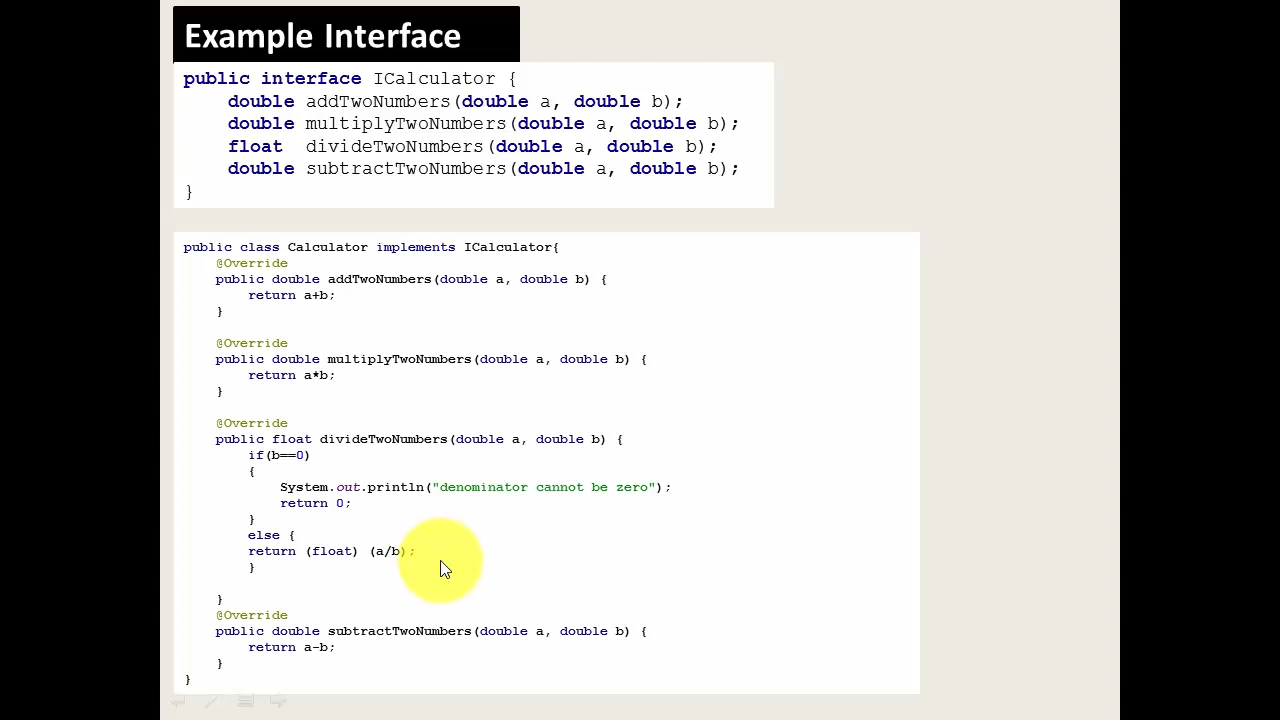 Example Interface
public interface ICalculator {
    double addTwoNumbers(double a, double b);
    double multiplyTwoNumbers(double a, double b);
    float  divideTwoNumbers(double a, double b);
    double subtractTwoNumbers(double a, double b);
}
public class Calculator implements ICalculator{
    @Override
    public double addTwoNumbers(double a, double b) {
        return a+b;
    }
    @Override
    public double multiplyTwoNumbers(double a, double b) {
        return a*b;
    }
    @Override
    public float divideTwoNumbers(double a, double b) {
        if(b==0)
        {
            System.out.println("denominator cannot be zero");
            return 0;
        }
        else {
        return (float) (a/b);
        }
    }
    @Override
    public double subtractTwoNumbers(double a, double b) {
        return a-b;
    }
}